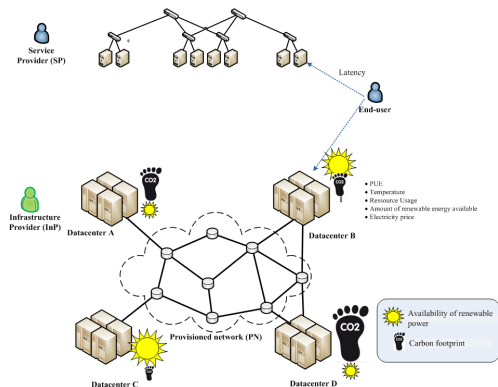 Service
Provider (SP)
Latency
End-user
CO2
CO2
• PUE
• Temperature
• Ressource Usage
• Amount of renewable energy available
• Electricity price
Infrastructure
Provider (InP)
Datacenter A
Datacenter B
Provisioned network (PN)
CO2
Availability of renewable
power
Carbon footprint
Datacenter C
Datacenter D